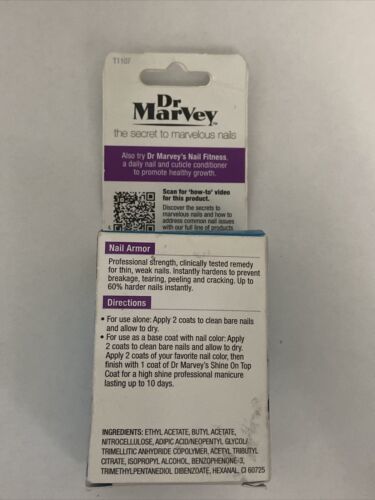 T1107
Dr
MarVey™
the secret to marvelous nails
Also try Dr Marvey's Nail Fitness,
a daily nail and cuticle conditioner
to promote healthy growth.
Scan for 'how-to' video
for this product.
Discover the secrets to
marvelous nails and how to
address common nail issues
with our full line of products
Nail Armor
Professional strength, clinically tested remedy
for thin, weak nails. Instantly hardens to prevent
breakage, tearing, peeling and cracking. Up to
60% harder nails instantly.
Directions
• For use alone: Apply 2 coats to clean bare nails
and allow to dry.
• For use as a base coat with nail color: Apply
2 coats to clean bare nails and allow to dry.
Apply 2 coats of your favorite nail color, then
finish with 1 coat of Dr Marvey's Shine On Top
Coat for a high shine professional manicure
lasting up to 10 days.
INGREDIENTS: ETHYL ACETATE, BUTYL ACETATE,
NITROCELLULOSE, ADIPIC ACID/NEOPENTYL GLYCOL/
TRIMELLITIC ANHYDRIDE COPOLYMER, ACETYL TRIBUTYL
CITRATE, ISOPROPYL ALCOHOL, BENZOPHENONE-3,
TRIMETHYLPENTANEDIOL DIBENZOATE, HEXANAL, CI 60725